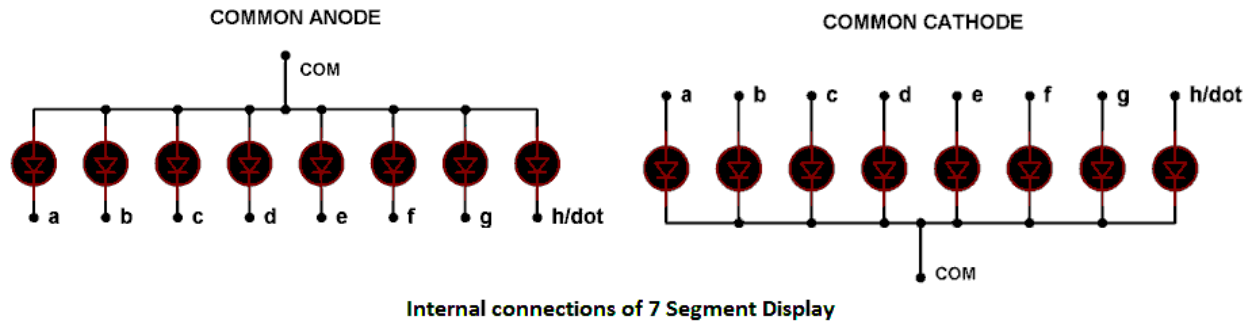 COMMON ANODE
COM
a b c d e f g h/dot
COMMON CATHODE
a b c d e f g h/dot
COM
Internal connections of 7 Segment Display